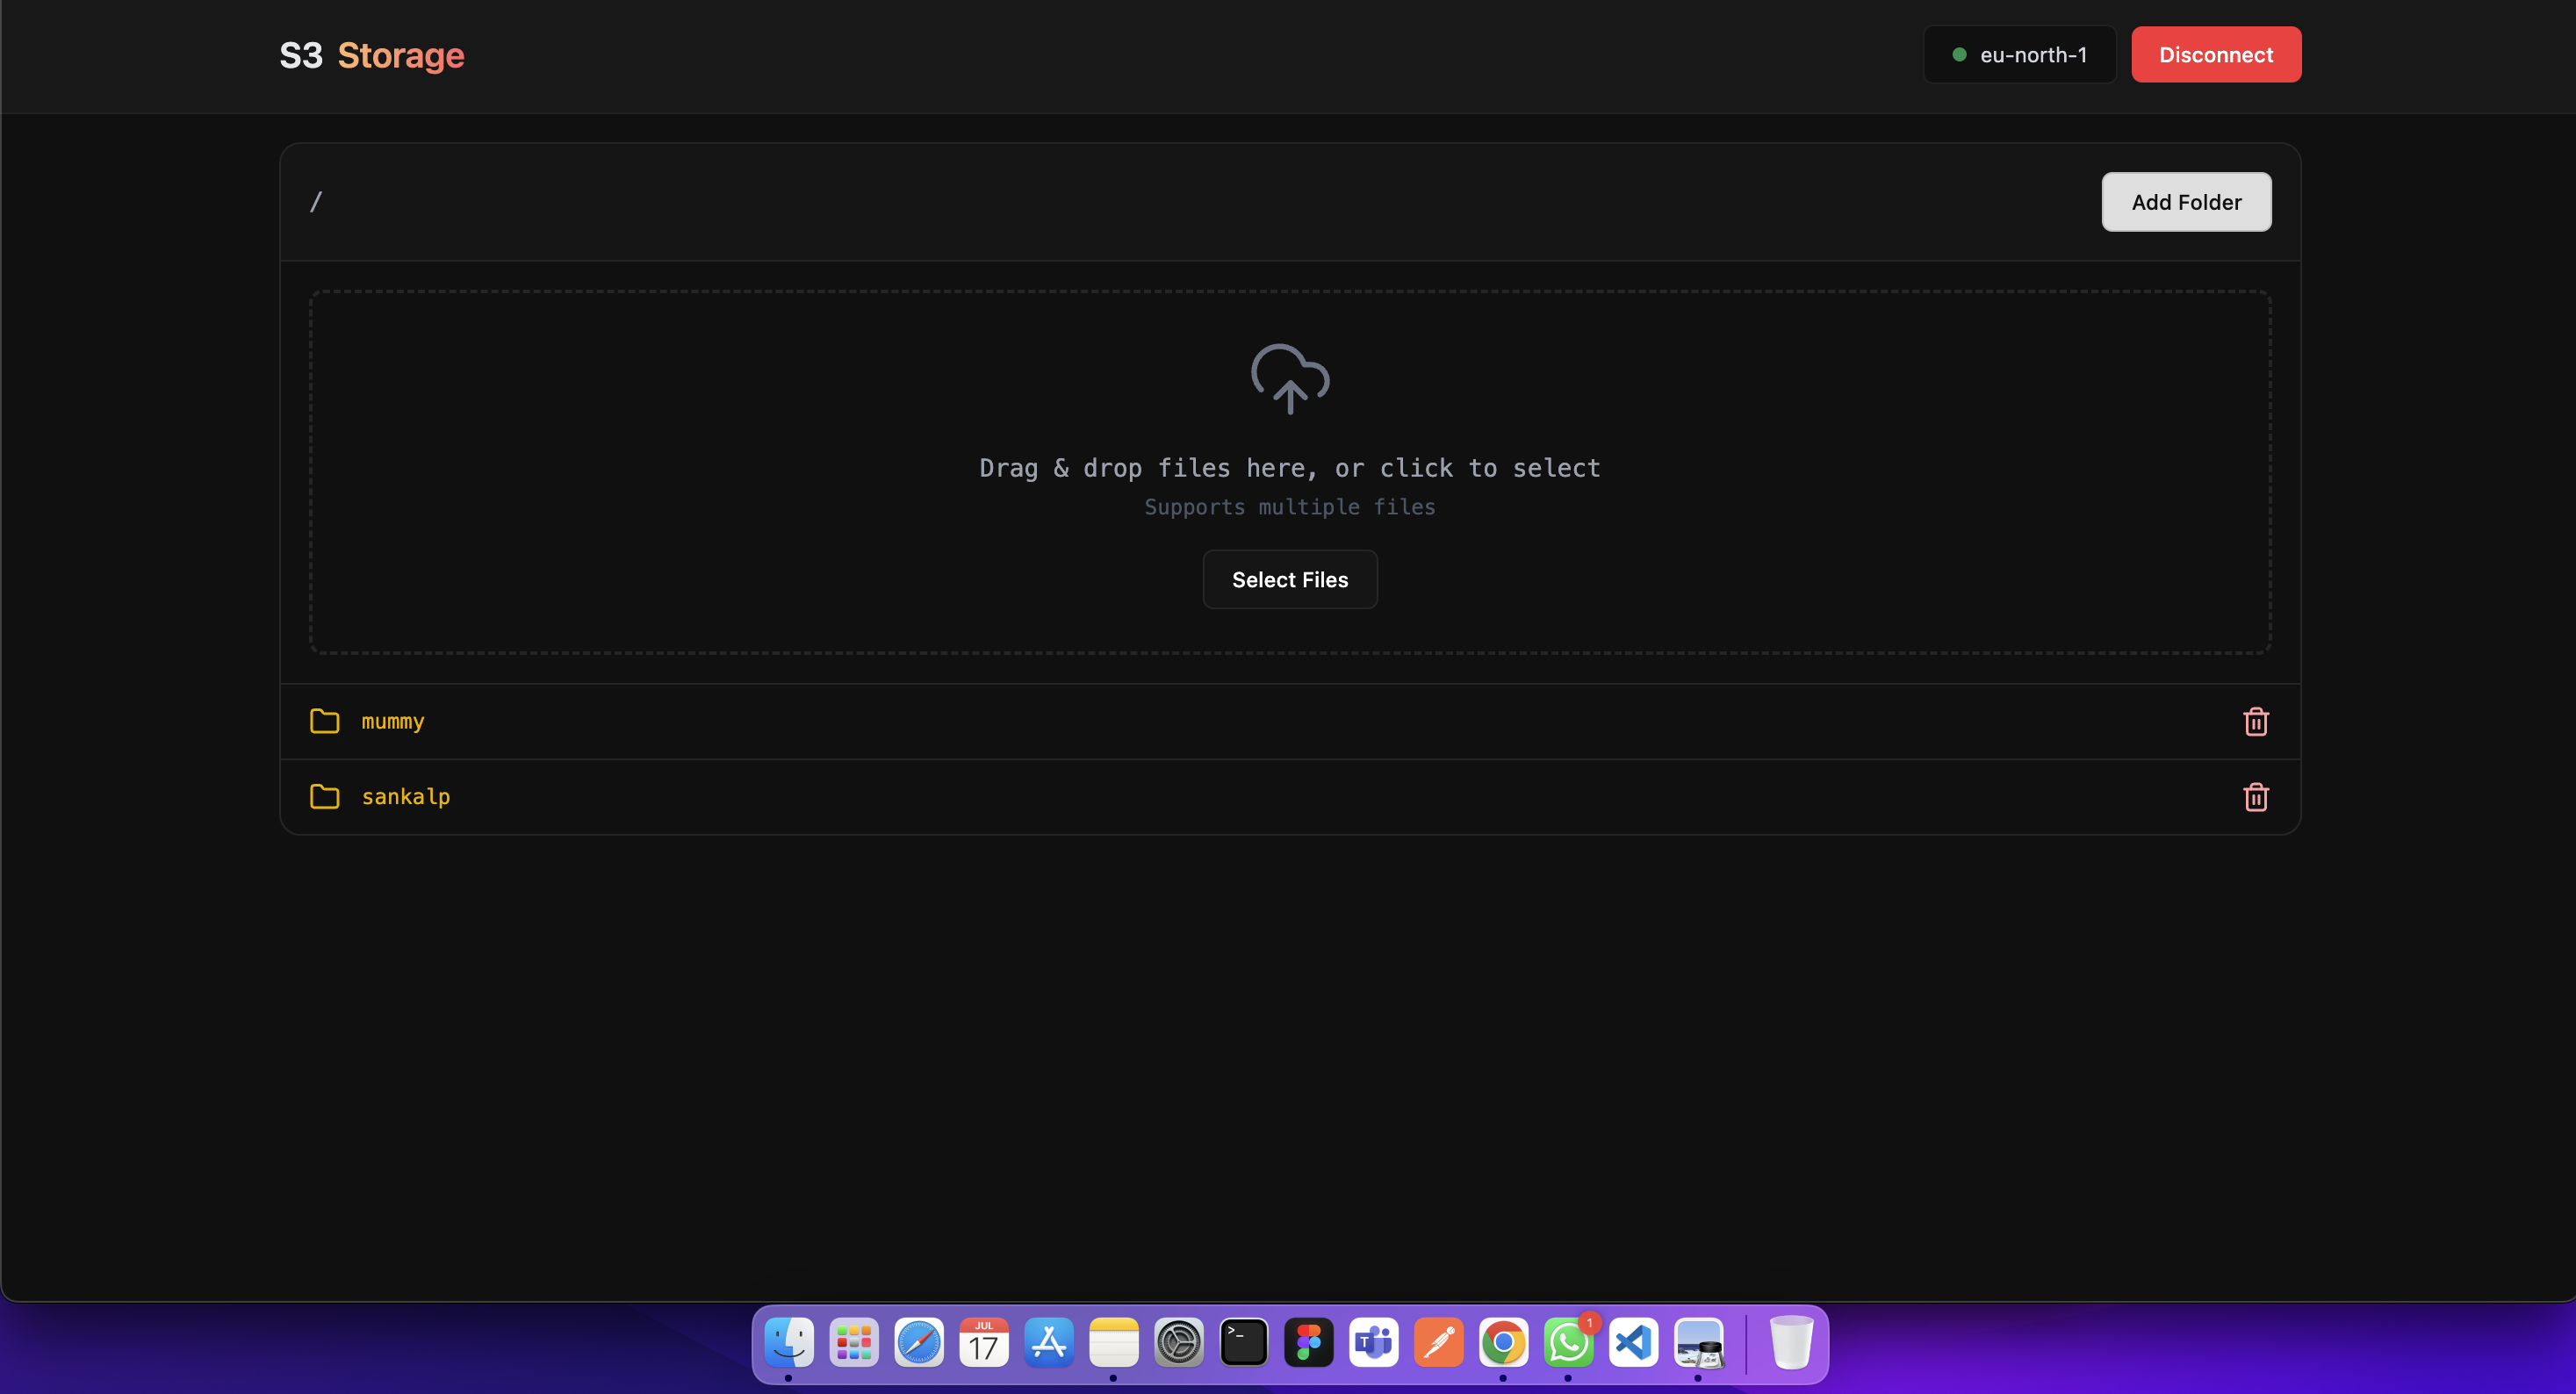 S3 Storage
eu-north-1
Disconnect
/
Add Folder
Drag & drop files here, or click to select
Supports multiple files
Select Files
mummy
sankalp
JUL
17
>_
T
1